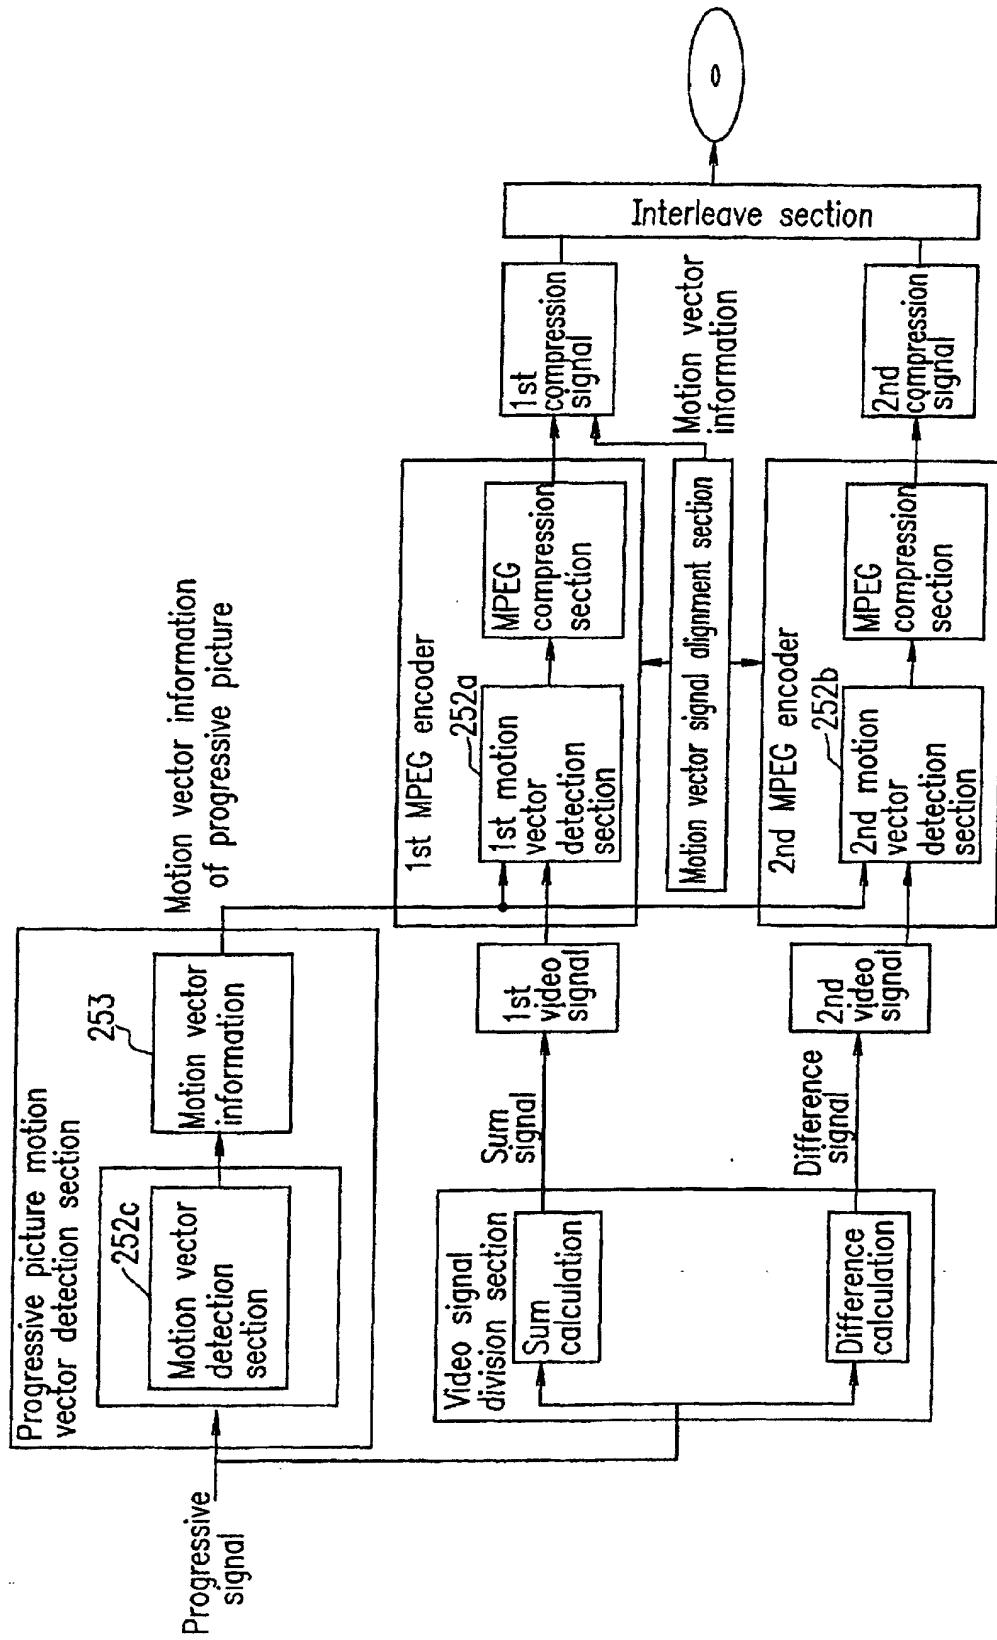 Progressive
signal
Progressive picture motion
vector detection section
252c
Motion vector
detection
section
253
Motion vector
information
Motion vector information
of progressive picture
Video signal
division section
Sum
calculation
Difference
calculation
Sum
signal
Difference
signal
1st
video
signal
2nd
video
signal
1st MPEG encoder
252a
1st motion
vector
detection
section
MPEG
compression
section
Motion vector signal alignment section
Motion vector
information
2nd MPEG encoder
252b
2nd motion
vector
detection
section
MPEG
compression
section
1st
compression
signal
2nd
compression
signal
Interleave section